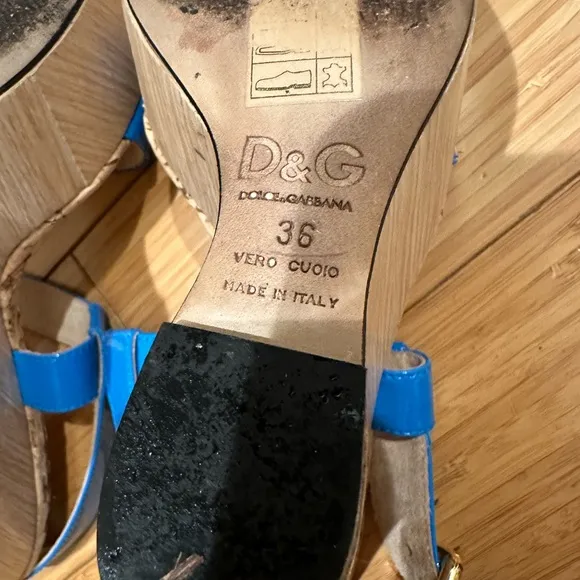 D&G
DOLCE&GABBANA
36
VERO CUOIO
MADE IN ITALY